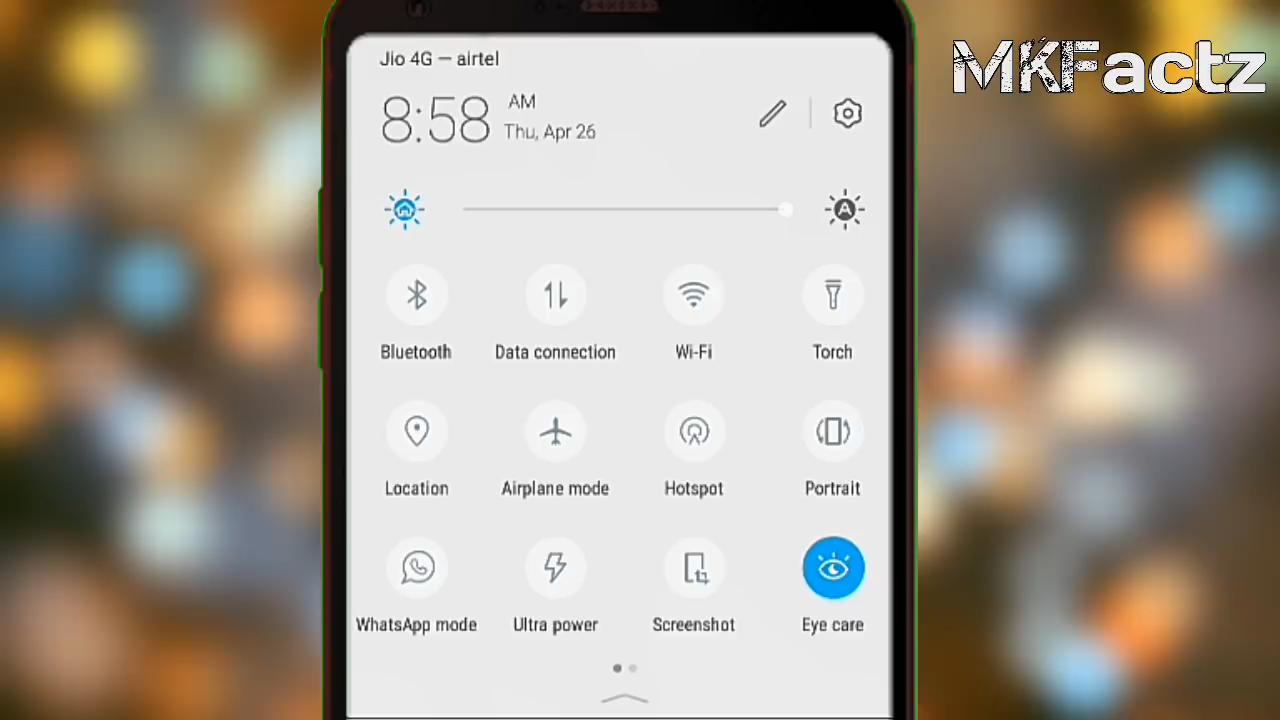 MKFactz
Jio 4G — airtel
8:58 AM
Thu, Apr 26
A
Bluetooth
Data connection
Wi-Fi
Torch
Location
Airplane mode
Hotspot
Portrait
WhatsApp mode
Ultra power
Screenshot
Eye care